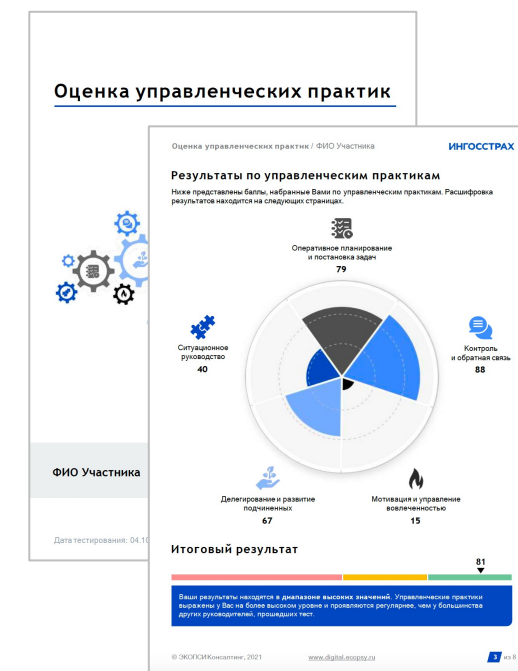 Оценка управленческих практик
ФИО Участника
Дата тестирования: 04.10
Оценка управленческих практик / ФИО Участника
ИНГОССТРАХ
Результаты по управленческим практикам
Ниже представлены баллы, набранные Вами по управленческим практикам. Расшифровка
результатов находится на следующих страницах.
Оперативное планирование
и постановка задач
79
Ситуационное
руководство
40
Контроль
и обратная связь
88
Делегирование и развитие
подчиненных
67
Мотивация и управление
вовлеченностью
15
Итоговый результат
81
Ваши результаты находятся в диапазоне высоких значений. Управленческие практики
выражены у Вас на более высоком уровне и проявляются регулярнее, чем у большинства
других руководителей, прошедших тест.
© ЭКОПСИ Консалтинг, 2021
www.digital.ecopsy.ru
3 из 8